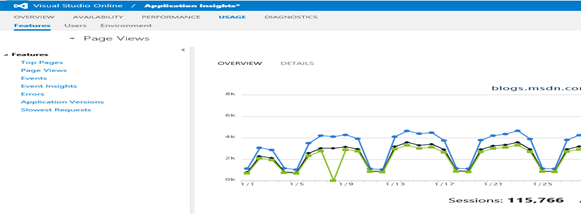 Visual Studio Online / Application Insights*
OVERVIEW AVAILABILITY PERFORMANCE USAGE DIAGNOSTICS
Features Users Environment
Page Views
Features
Top Pages
Page Views
Events
Event Insights
Errors
Application Versions
Slowest Requests
OVERVIEW DETAILS
blogs.msdn.co
8k
6k
4k
2k
0k
1/1 1/5 1/9 1/13 1/17 1/21 1/25
Sessions: 115,766